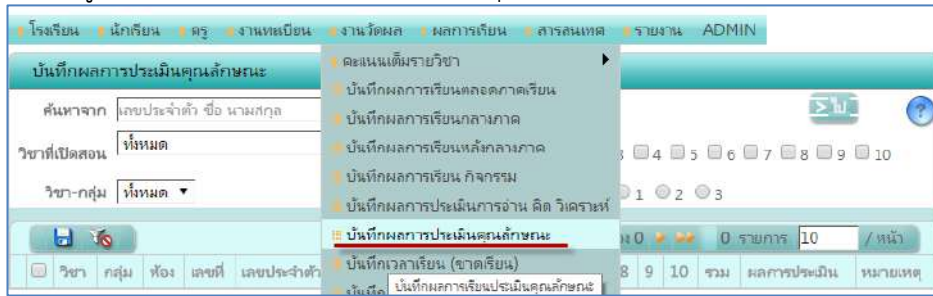 โรงเรียน นักเรียน ครู งานทะเบียน งานวัดผล ผลการเรียน สารสนเทศ รายงาน ADMIN
บันทึกผลการประเมินคุณลักษณะ
ค้นหาจาก เลขประจำตัว ชื่อ นามสกุล
วิชาที่เปิดสอน ทั้งหมด
วิชา-กลุ่ม ทั้งหมด
คะแนนเต็มรายวิชา
บันทึกผลการเรียนตลอดภาคเรียน
บันทึกผลการเรียนกลางภาค
บันทึกผลการเรียนหลังกลางภาค
บันทึกผลการเรียน กิจกรรม
บันทึกผลการประเมินการอ่าน คิด วิเคราะห์
บันทึกผลการประเมินคุณลักษณะ
บันทึกเวลาเรียน (ขาดเรียน)
บันทึก
บันทึกผลการเรียนประเมินคุณลักษณะ
> ไป
?
4 5 6 7 8 9 10
1 2 3
0 0 รายการ 10 / หน้า
วิชา กลุ่ม ห้อง เลขที่ เลขประจำตัว 8 9 10 รวม ผลการประเมิน หมายเหตุ